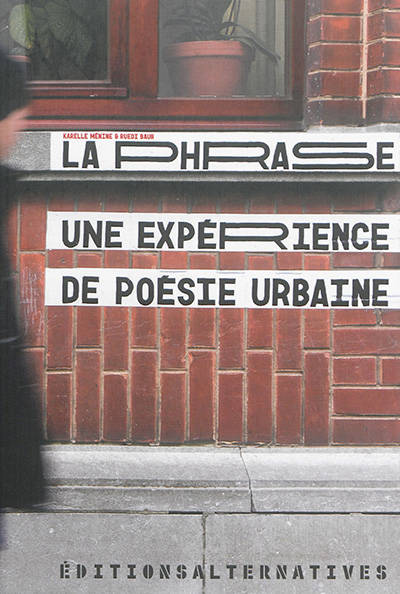 KARELLE MÉNINE & RUEDI BAUR
LA PHRASE
UNE EXPÉRIENCE
DE POÉSIE URBAINE
ÉDITIONSALTERNATIVES